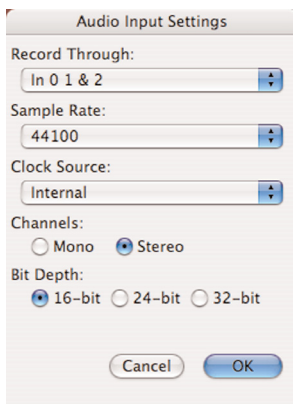 Audio Input Settings
Record Through:
In 0 1 & 2
Sample Rate:
44100
Clock Source:
Internal
Channels:
Mono Stereo
Bit Depth:
16-bit 24-bit 32-bit
Cancel OK